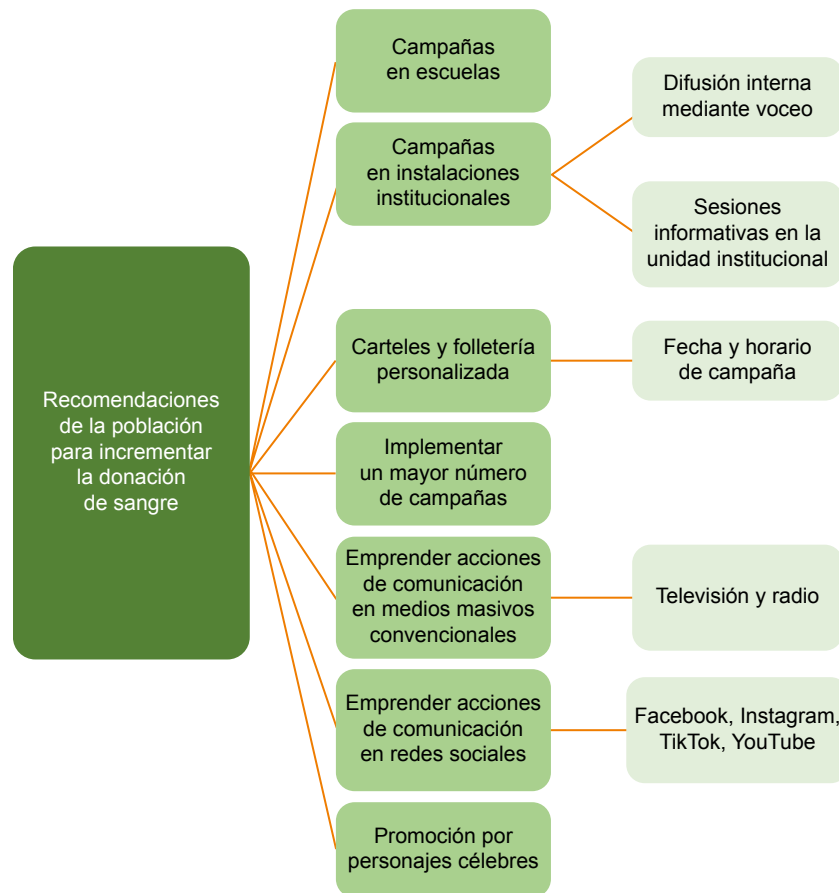 Recomendaciones
de la población
para incrementar
la donación
de sangre
Campañas
en escuelas
Campañas
en instalaciones
institucionales
Difusión interna
mediante voceo
Sesiones
informativas en la
unidad institucional
Carteles y folletería
personalizada
Fecha y horario
de campaña
Implementar
un mayor número
de campañas
Emprender acciones
de comunicación
en medios masivos
convencionales
Televisión y radio
Emprender acciones
de comunicación
en redes sociales
Facebook, Instagram,
TikTok, YouTube
Promoción por
personajes célebres